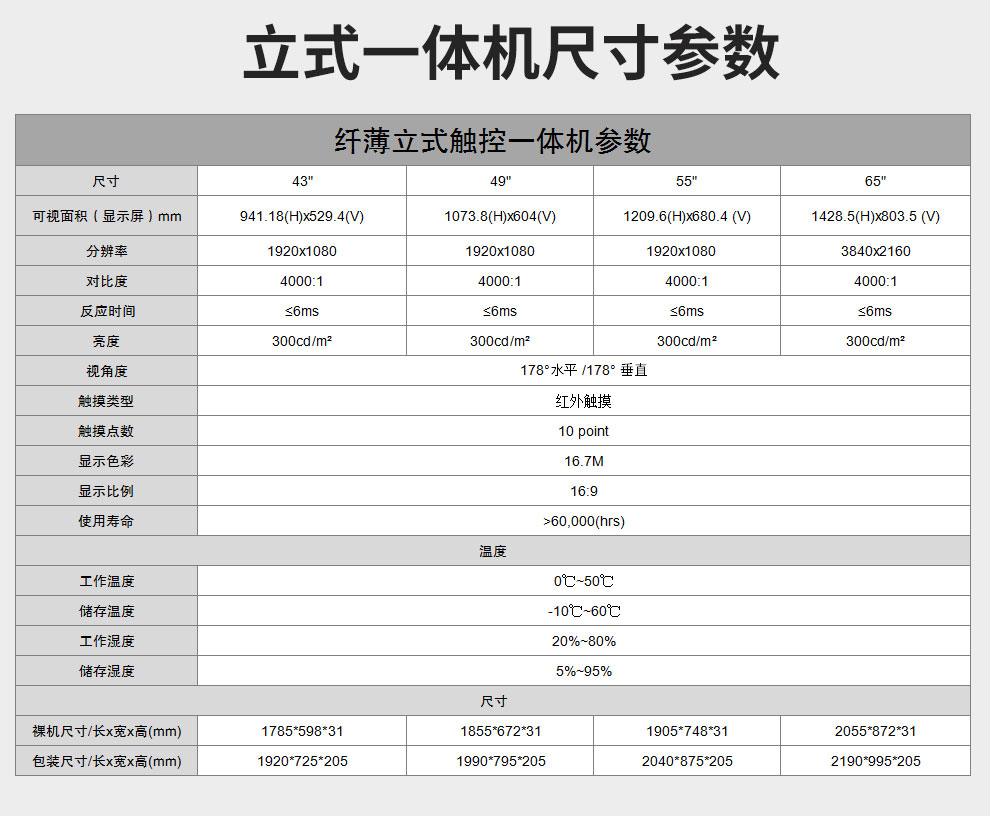 立式一体机尺寸参数
纤薄立式触控一体机参数
尺寸 43" 49" 55" 65"
可视面积（显示屏）mm 941.18(H)x529.4(V) 1073.8(H)x604(V) 1209.6(H)x680.4 (V) 1428.5(H)x803.5 (V)
分辨率 1920x1080 1920x1080 1920x1080 3840x2160
对比度 4000:1 4000:1 4000:1 4000:1
反应时间 ≤6ms ≤6ms ≤6ms ≤6ms
亮度 300cd/m² 300cd/m² 300cd/m² 300cd/m²
视角度 178°水平 /178° 垂直
触摸类型 红外触摸
触摸点数 10 point
显示色彩 16.7M
显示比例 16:9
使用寿命 >60,000(hrs)
温度
工作温度 0℃~50℃
储存温度 -10℃~60℃
工作湿度 20%~80%
储存湿度 5%~95%
尺寸
裸机尺寸/长x宽x高(mm) 1785*598*31 1855*672*31 1905*748*31 2055*872*31
包装尺寸/长x宽x高(mm) 1920*725*205 1990*795*205 2040*875*205 2190*995*205